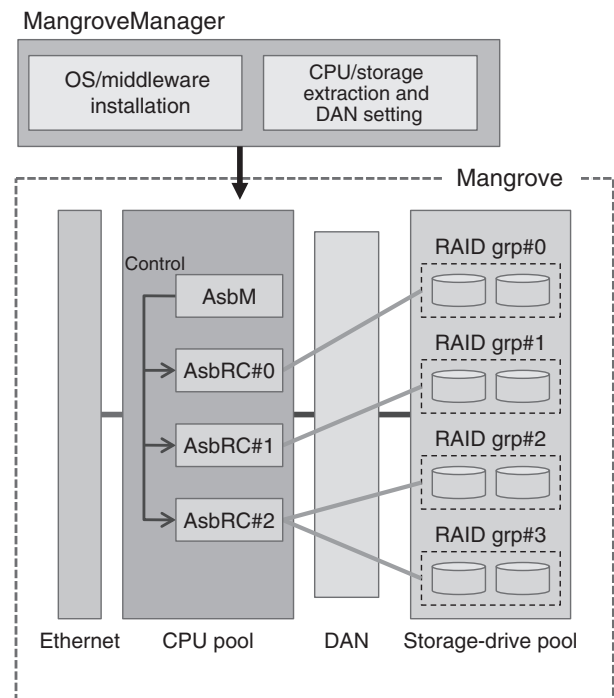 MangroveManager
OS/middleware
installation
CPU/storage
extraction and
DAN setting
Mangrove
Control
AsbM
AsbRC#0
AsbRC#1
AsbRC#2
RAID grp#0
RAID grp#1
RAID grp#2
RAID grp#3
Ethernet
CPU pool
DAN
Storage-drive pool